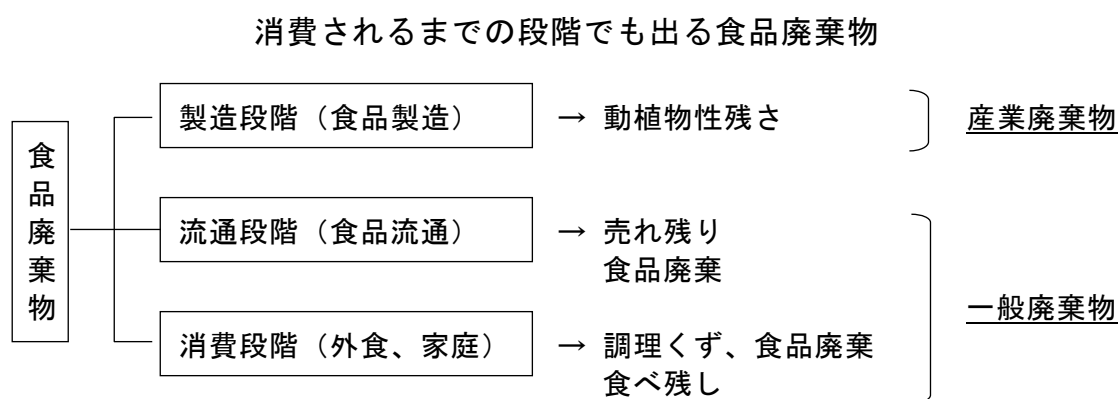 消費されるまでの段階でも出る食品廃棄物
食品廃棄物
製造段階（食品製造）
→ 動植物性残さ
産業廃棄物
流通段階（食品流通）
→ 売れ残り
食品廃棄
消費段階（外食、家庭）
→ 調理くず、食品廃棄
食べ残し
一般廃棄物